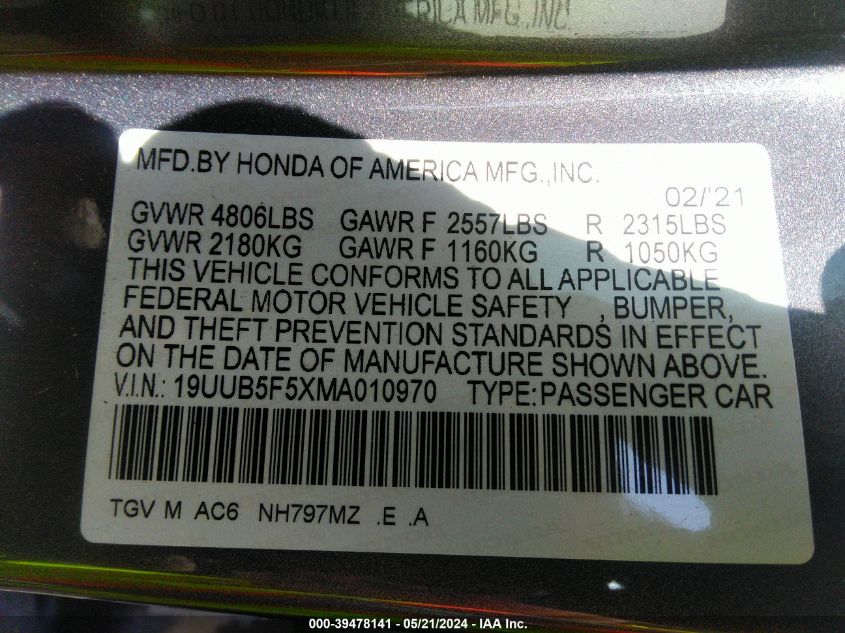 MFD.BY HONDA OF AMERICA MFG.,INC.
02/'21
GVWR 4806LBS GAWR F 2557LBS R 2315LBS
GVWR 2180KG GAWR F 1160KG R 1050KG
THIS VEHICLE CONFORMS TO ALL APPLICABLE
FEDERAL MOTOR VEHICLE SAFETY , BUMPER,
AND THEFT PREVENTION STANDARDS IN EFFECT
ON THE DATE OF MANUFACTURE SHOWN ABOVE.
V.I.N.: 19UUB5F5XMA010970 TYPE:PASSENGER CAR
TGV M AC6 NH797MZ .E .A
000-39478141 - 05/21/2024 - IAA Inc.